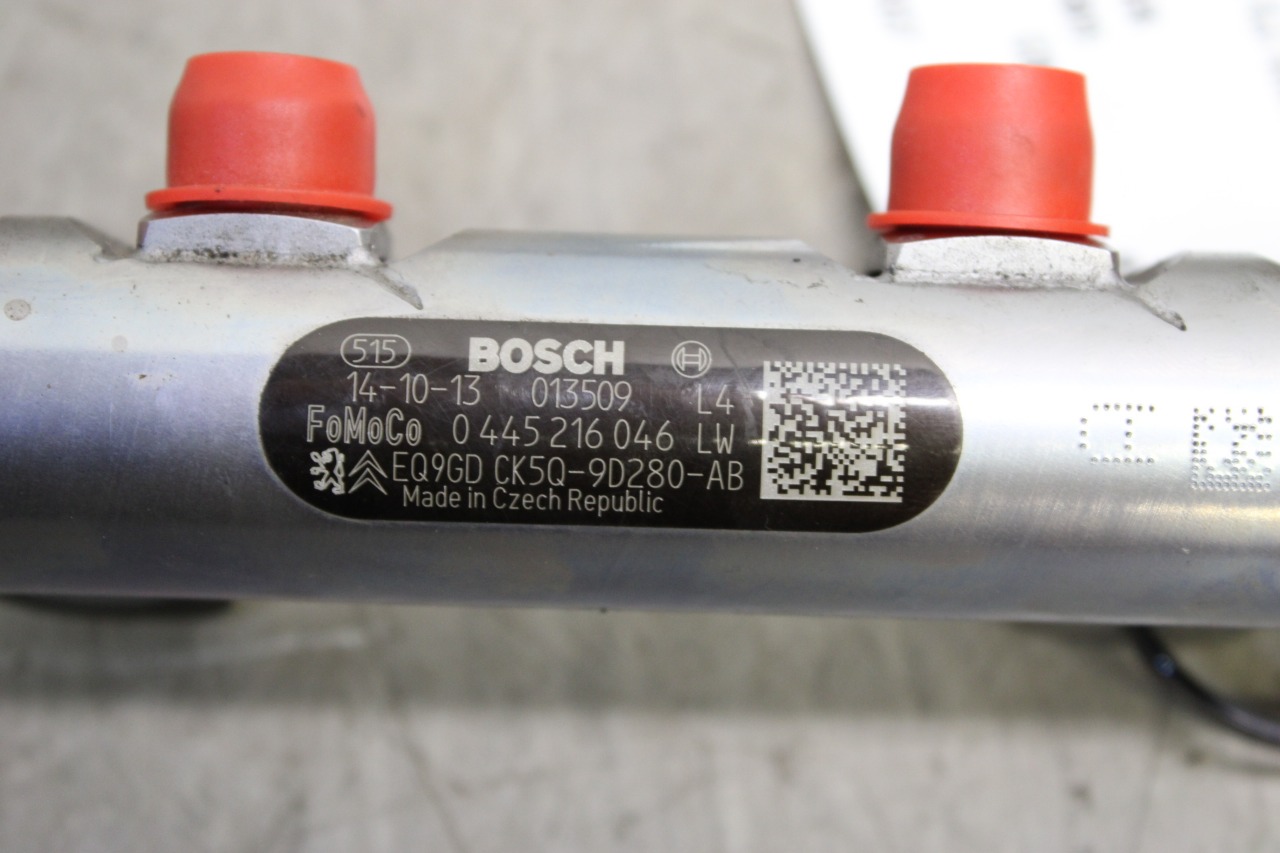 515 BOSCH
14-10-13 013509 L4
FoMoCo 0 445 216 046 LW
EQ9GD CK5Q-9D280-AB
Made in Czech Republic